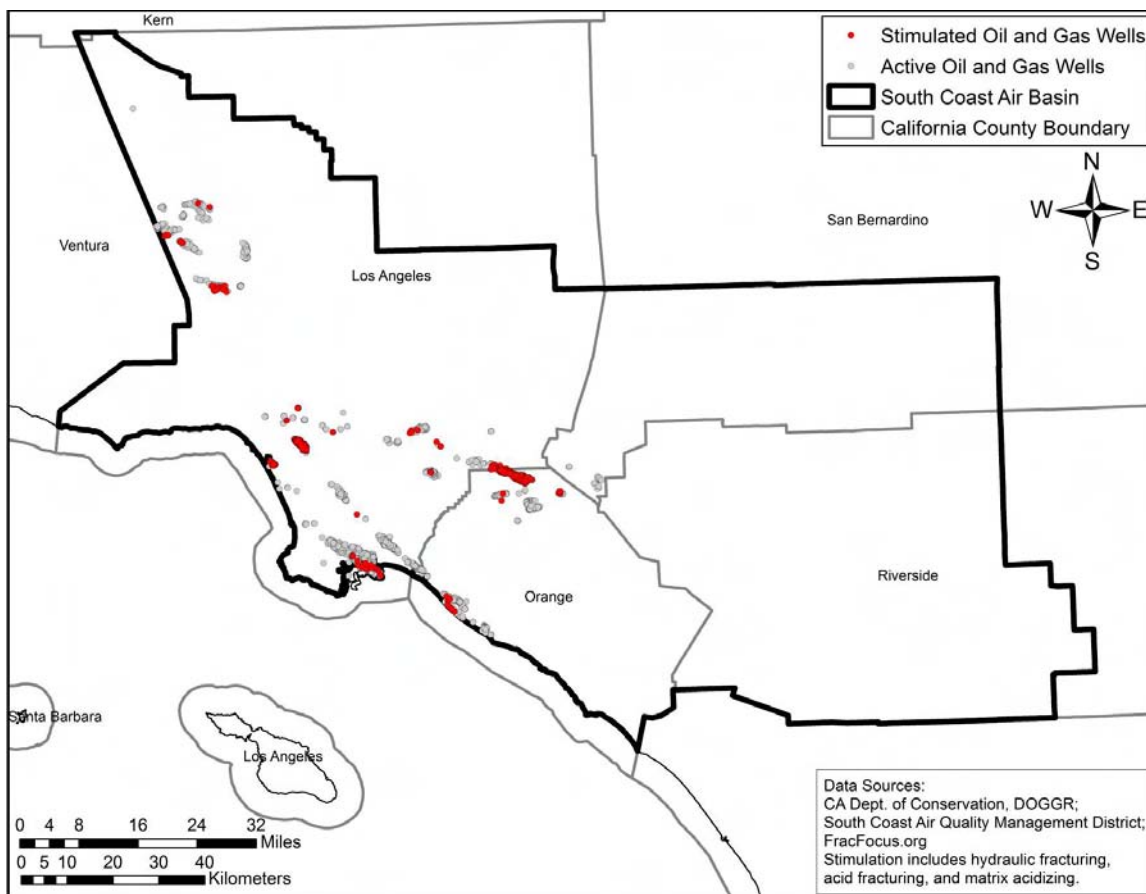 Kern
Stimulated Oil and Gas Wells
Active Oil and Gas Wells
South Coast Air Basin
California County Boundary
N
W E
S
San Bernardino
Ventura
Los Angeles
Riverside
Orange
Santa Barbara
Los Angeles
0 4 8 16 24 32
Miles
0 5 10 20 30 40
Kilometers
Data Sources:
CA Dept. of Conservation, DOGGR;
South Coast Air Quality Management District;
FracFocus.org
Stimulation includes hydraulic fracturing,
acid fracturing, and matrix acidizing.